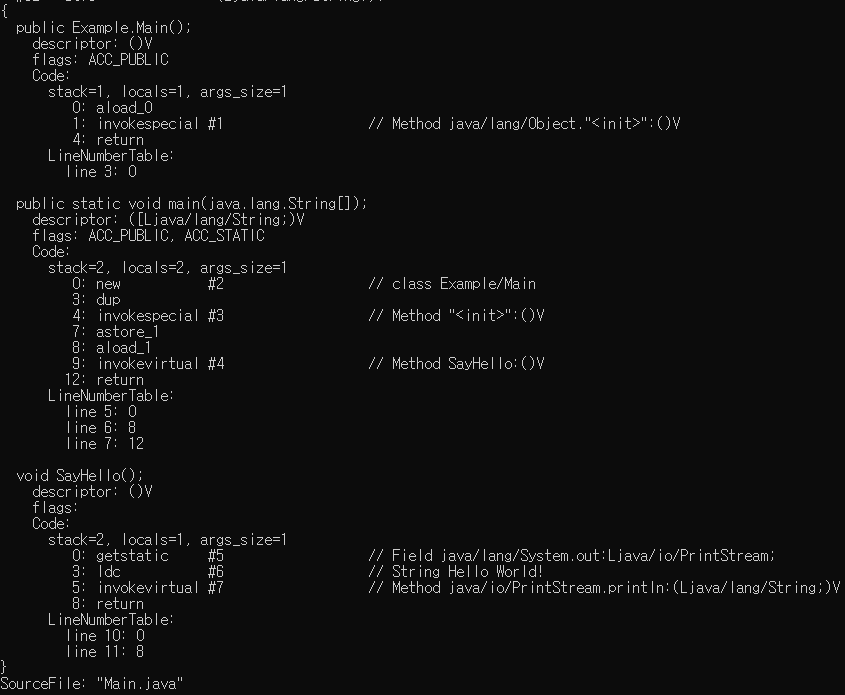 {
  public Example.Main();
    descriptor: ()V
    flags: ACC_PUBLIC
    Code:
      stack=1, locals=1, args_size=1
         0: aload_0
         1: invokespecial #1                  // Method java/lang/Object."<init>":()V
         4: return
      LineNumberTable:
        line 3: 0

  public static void main(java.lang.String[]);
    descriptor: ([Ljava/lang/String;)V
    flags: ACC_PUBLIC, ACC_STATIC
    Code:
      stack=2, locals=2, args_size=1
         0: new           #2                  // class Example/Main
         3: dup
         4: invokespecial #3                  // Method "<init>":()V
         7: astore_1
         8: aload_1
         9: invokevirtual #4                  // Method SayHello:()V
        12: return
      LineNumberTable:
        line 5: 0
        line 6: 8
        line 7: 12

  void SayHello();
    descriptor: ()V
    flags:
    Code:
      stack=2, locals=1, args_size=1
         0: getstatic     #5                  // Field java/lang/System.out:Ljava/io/PrintStream;
         3: ldc           #6                  // String Hello World!
         5: invokevirtual #7                  // Method java/io/PrintStream.println:(Ljava/lang/String;)V
         8: return
      LineNumberTable:
        line 10: 0
        line 11: 8
}
SourceFile: "Main.java"